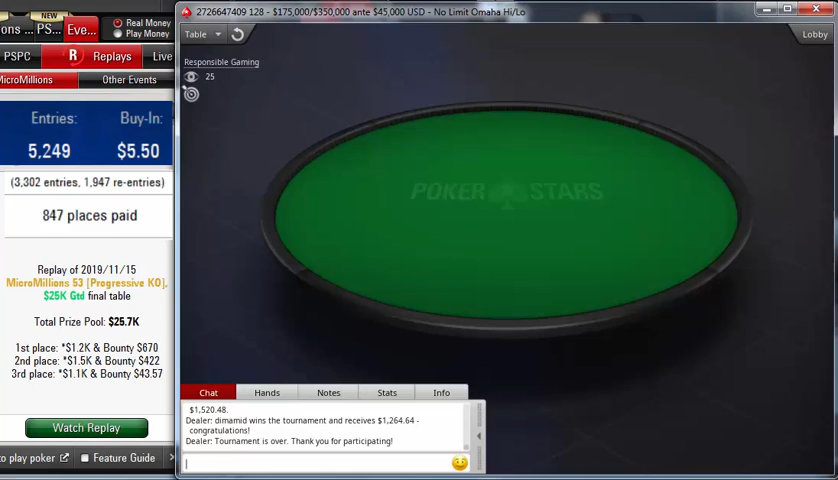 2726647409 128 - $175,000/$350,000 ante $45,000 USD - No Limit Omaha Hi/Lo
NEW
ons ... PS... Eve...
Real Money
Play Money
PSPC R Replays Live
MicroMillions Other Events
Entries: Buy-In:
5,249 $5.50
(3,302 entries, 1,947 re-entries)
847 places paid
Replay of 2019/11/15
MicroMillions 53 [Progressive KO],
$25K Gtd final table
Total Prize Pool: $25.7K
1st place: *$1.2K & Bounty $670
2nd place: *$1.5K & Bounty $422
3rd place: *$1.1K & Bounty $43.57
Watch Replay
to play poker Feature Guide
Table Lobby
Responsible Gaming
25
POKER STARS
Chat Hands Notes Stats Info
$1,520.48.
Dealer: dimamid wins the tournament and receives $1,264.64 -
congratulations!
Dealer: Tournament is over. Thank you for participating!